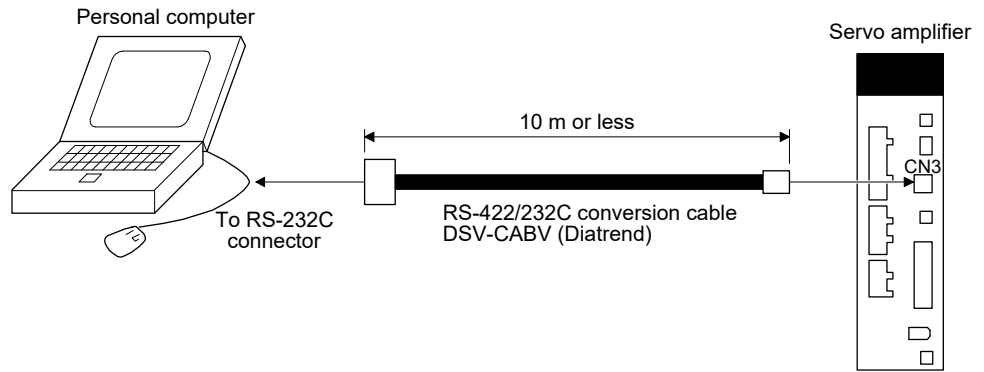 Personal computer
Servo amplifier
10 m or less
CN3
To RS-232C
connector
RS-422/232C conversion cable
DSV-CABV (Diatrend)